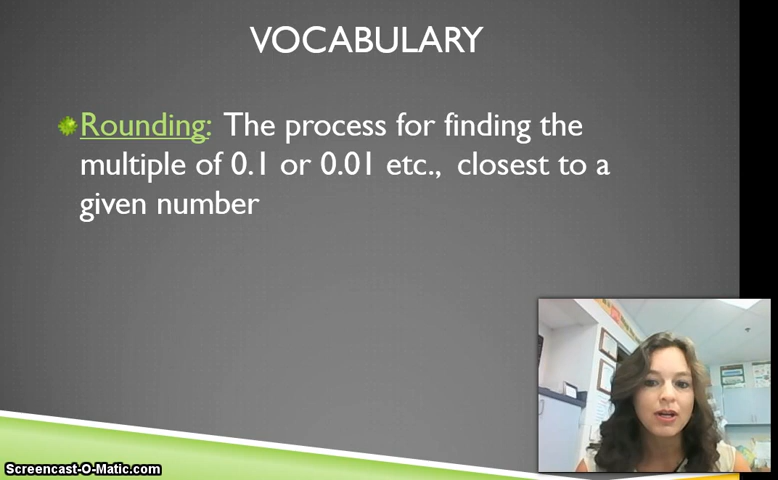 VOCABULARY
Rounding: The process for finding the
multiple of 0.1 or 0.01 etc., closest to a
given number
Screencast-O-Matic.com